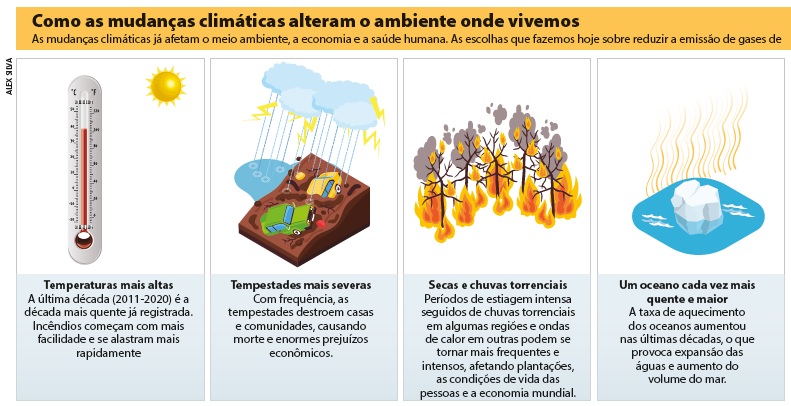 Como as mudanças climáticas alteram o ambiente onde vivemos
As mudanças climáticas já afetam o meio ambiente, a economia e a saúde humana. As escolhas que fazemos hoje sobre reduzir a emissão de gases de
ALEX SILVA
°C °F
Temperaturas mais altas
A última década (2011-2020) é a
década mais quente já registrada.
Incêndios começam com mais
facilidade e se alastram mais
rapidamente
Tempestades mais severas
Com frequência, as
tempestades destroem casas
e comunidades, causando
morte e enormes prejuízos
econômicos.
Secas e chuvas torrenciais
Períodos de estiagem intensa
seguidos de chuvas torrenciais
em algumas regiões e ondas
de calor em outras podem se
tornar mais frequentes e
intensos, afetando plantações,
as condições de vida das
pessoas e a economia mundial.
Um oceano cada vez mais
quente e maior
A taxa de aquecimento
dos oceanos aumentou
nas últimas décadas, o que
provoca expansão das
águas e aumento do
volume do mar.